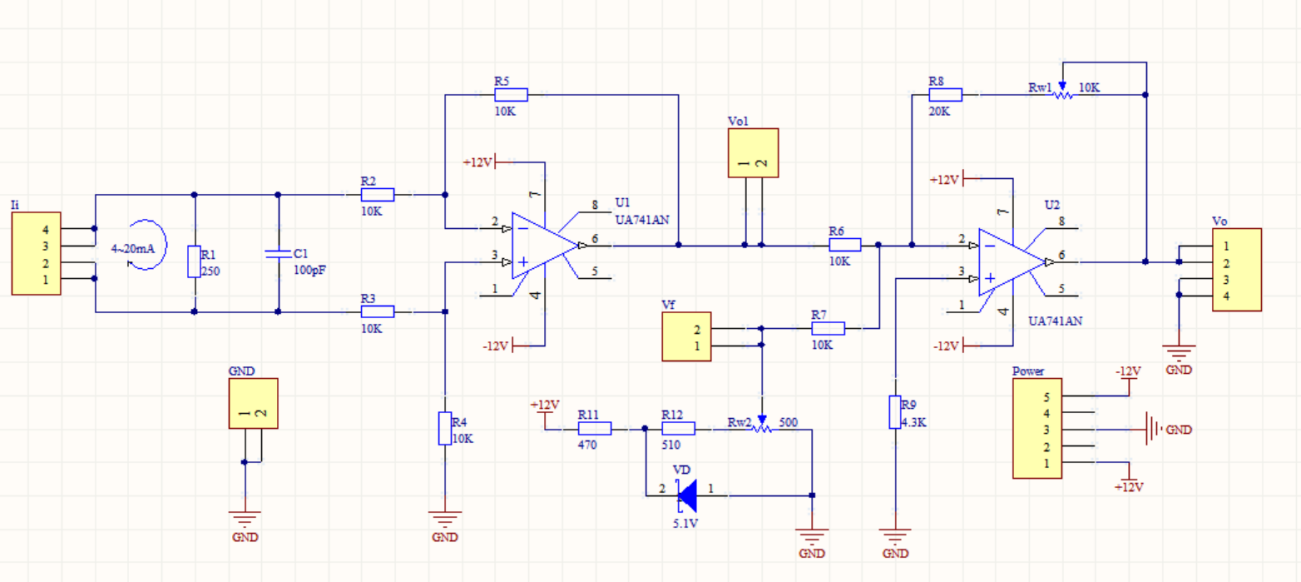 Ii
4
3
2
1
4~20mA
R1
250
C1
100pF
R2
10K
R3
10K
GND
1
2
GND
R4
10K
GND
R5
10K
+12V
7
2
3
1
4
8
6
5
U1
UA741AN
-12V
Vo1
1
2
R6
10K
Vf
2
1
R7
10K
+12V
R11
470
R12
510
Rw2
500
VD
2
1
5.1V
GND
R8
20K
Rw1
10K
+12V
7
2
3
1
4
8
6
5
U2
UA741AN
-12V
R9
4.3K
GND
Vo
1
2
3
4
GND
Power
5
4
3
2
1
-12V
GND
+12V